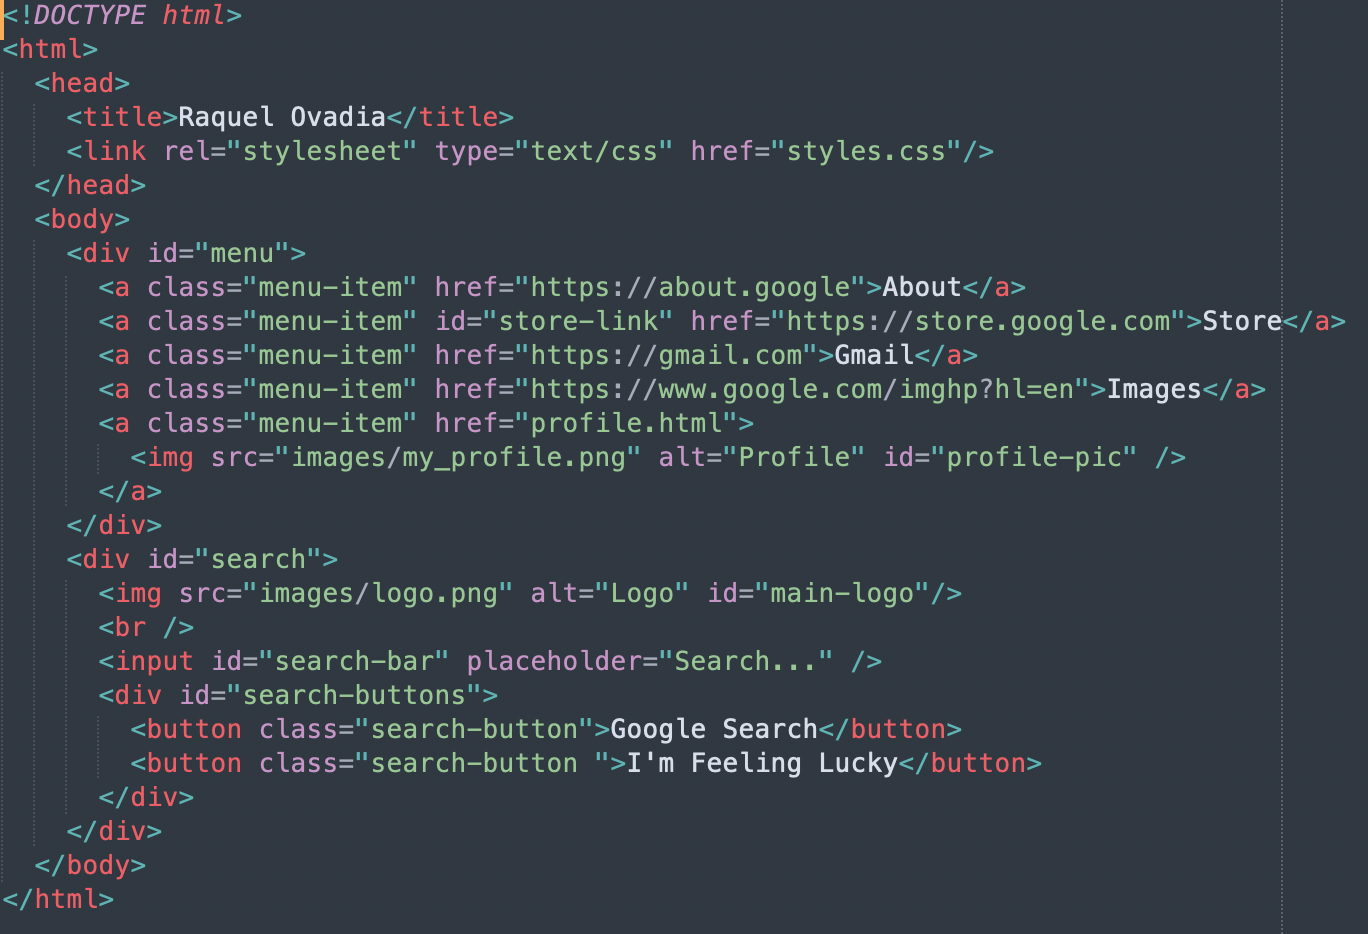 <!DOCTYPE html>
<html>
  <head>
    <title>Raquel Ovadia</title>
    <link rel="stylesheet" type="text/css" href="styles.css"/>
  </head>
  <body>
    <div id="menu">
      <a class="menu-item" href="https://about.google">About</a>
      <a class="menu-item" id="store-link" href="https://store.google.com">Store</a>
      <a class="menu-item" href="https://gmail.com">Gmail</a>
      <a class="menu-item" href="https://www.google.com/imghp?hl=en">Images</a>
      <a class="menu-item" href="profile.html">
        <img src="images/my_profile.png" alt="Profile" id="profile-pic" />
      </a>
    </div>
    <div id="search">
      <img src="images/logo.png" alt="Logo" id="main-logo"/>
      <br />
      <input id="search-bar" placeholder="Search..." />
      <div id="search-buttons">
        <button class="search-button">Google Search</button>
        <button class="search-button ">I'm Feeling Lucky</button>
      </div>
    </div>
  </body>
</html>